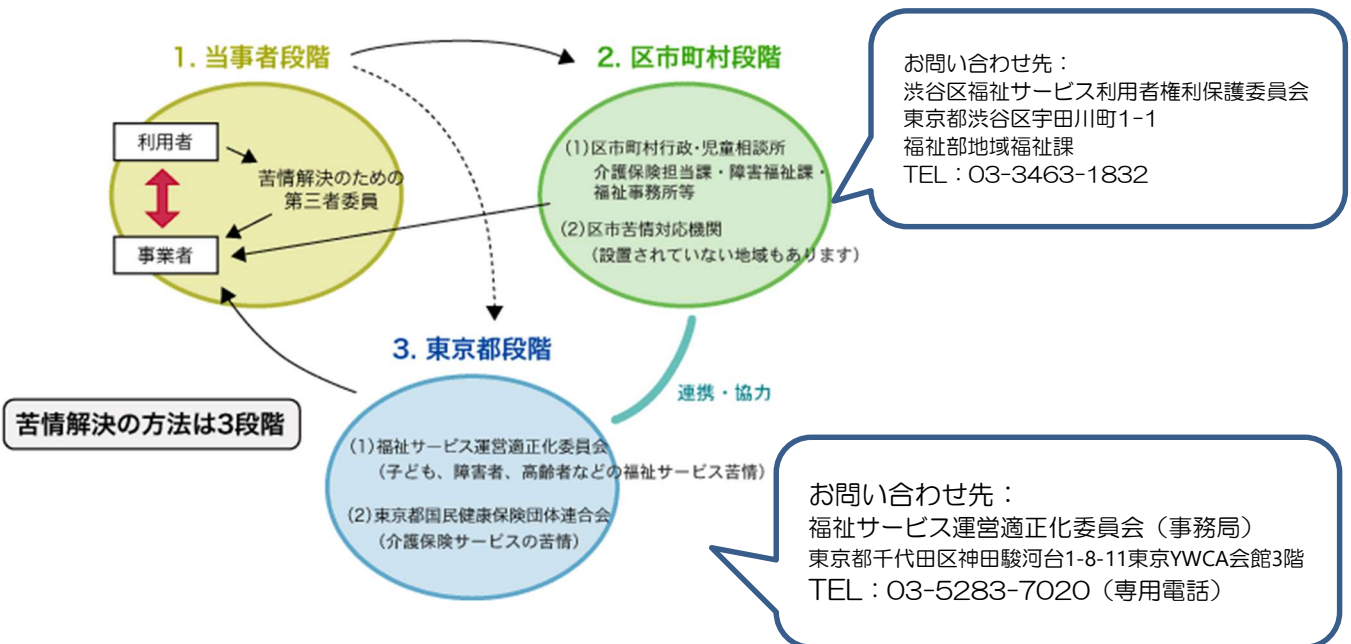 1. 当事者段階
利用者
苦情解決のための
第三者委員
事業者
2. 区市町村段階
(1)区市町村行政・児童相談所
介護保険担当課・障害福祉課・
福祉事務所等
(2)区市苦情対応機関
(設置されていない地域もあります)
お問い合わせ先：
渋谷区福祉サービス利用者権利保護委員会
東京都渋谷区宇田川町1-1
福祉部地域福祉課
TEL：03-3463-1832
3. 東京都段階
連携・協力
苦情解決の方法は3段階
(1)福祉サービス運営適正化委員会
(子ども、障害者、高齢者などの福祉サービス苦情)
(2)東京都国民健康保険団体連合会
(介護保険サービスの苦情)
お問い合わせ先：
福祉サービス運営適正化委員会（事務局）
東京都千代田区神田駿河台1-8-11東京YWCA会館3階
TEL：03-5283-7020（専用電話）